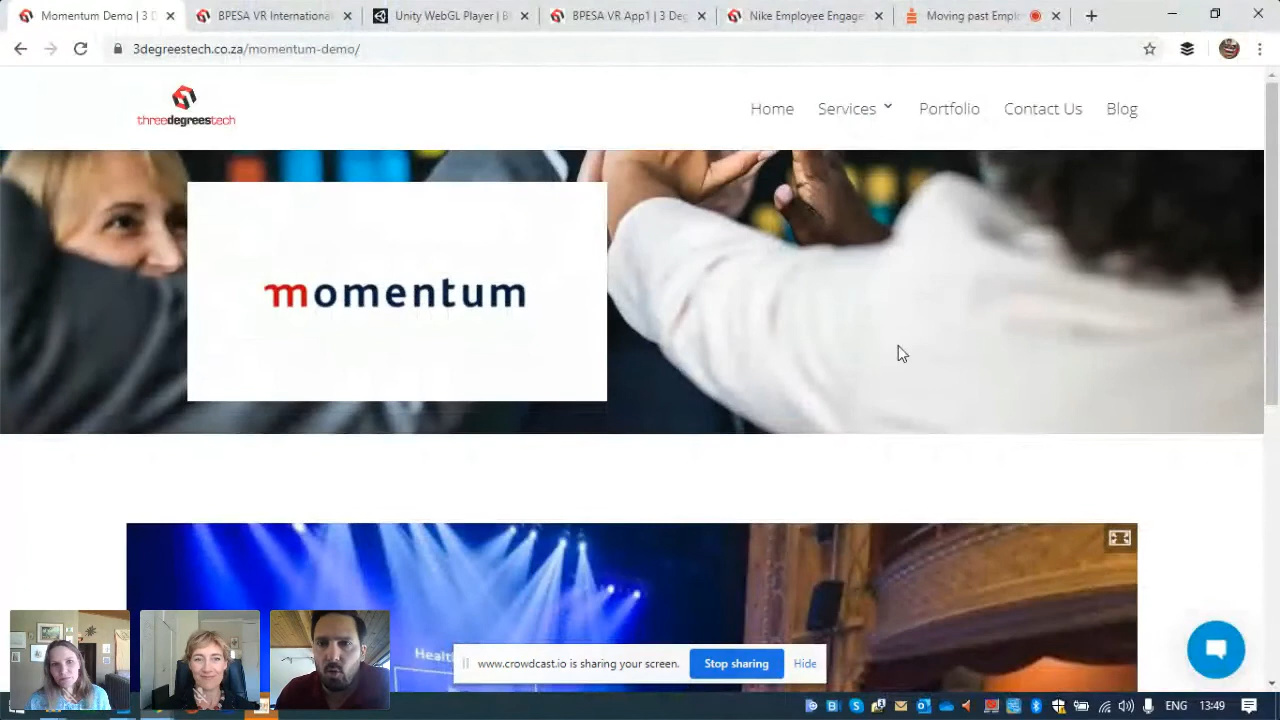 Momentum Demo | 3 D
BPESA VR Internationa
Unity WebGL Player | B
BPESA VR App1 | 3 Deg
Nike Employee Engage
Moving past Empl
3degreestech.co.za/momentum-demo/
threedegreestech
Home
Services
Portfolio
Contact Us
Blog
momentum
Healt
www.crowdcast.io is sharing your screen.
Stop sharing
Hide
ENG
13:49